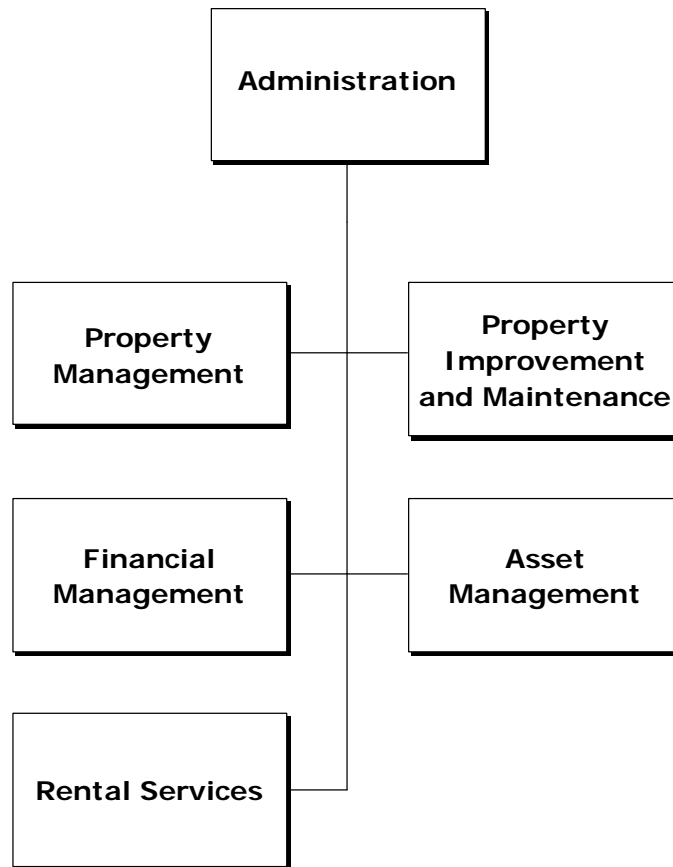 Administration
Property
Management
Property
Improvement
and Maintenance
Financial
Management
Asset
Management
Rental Services